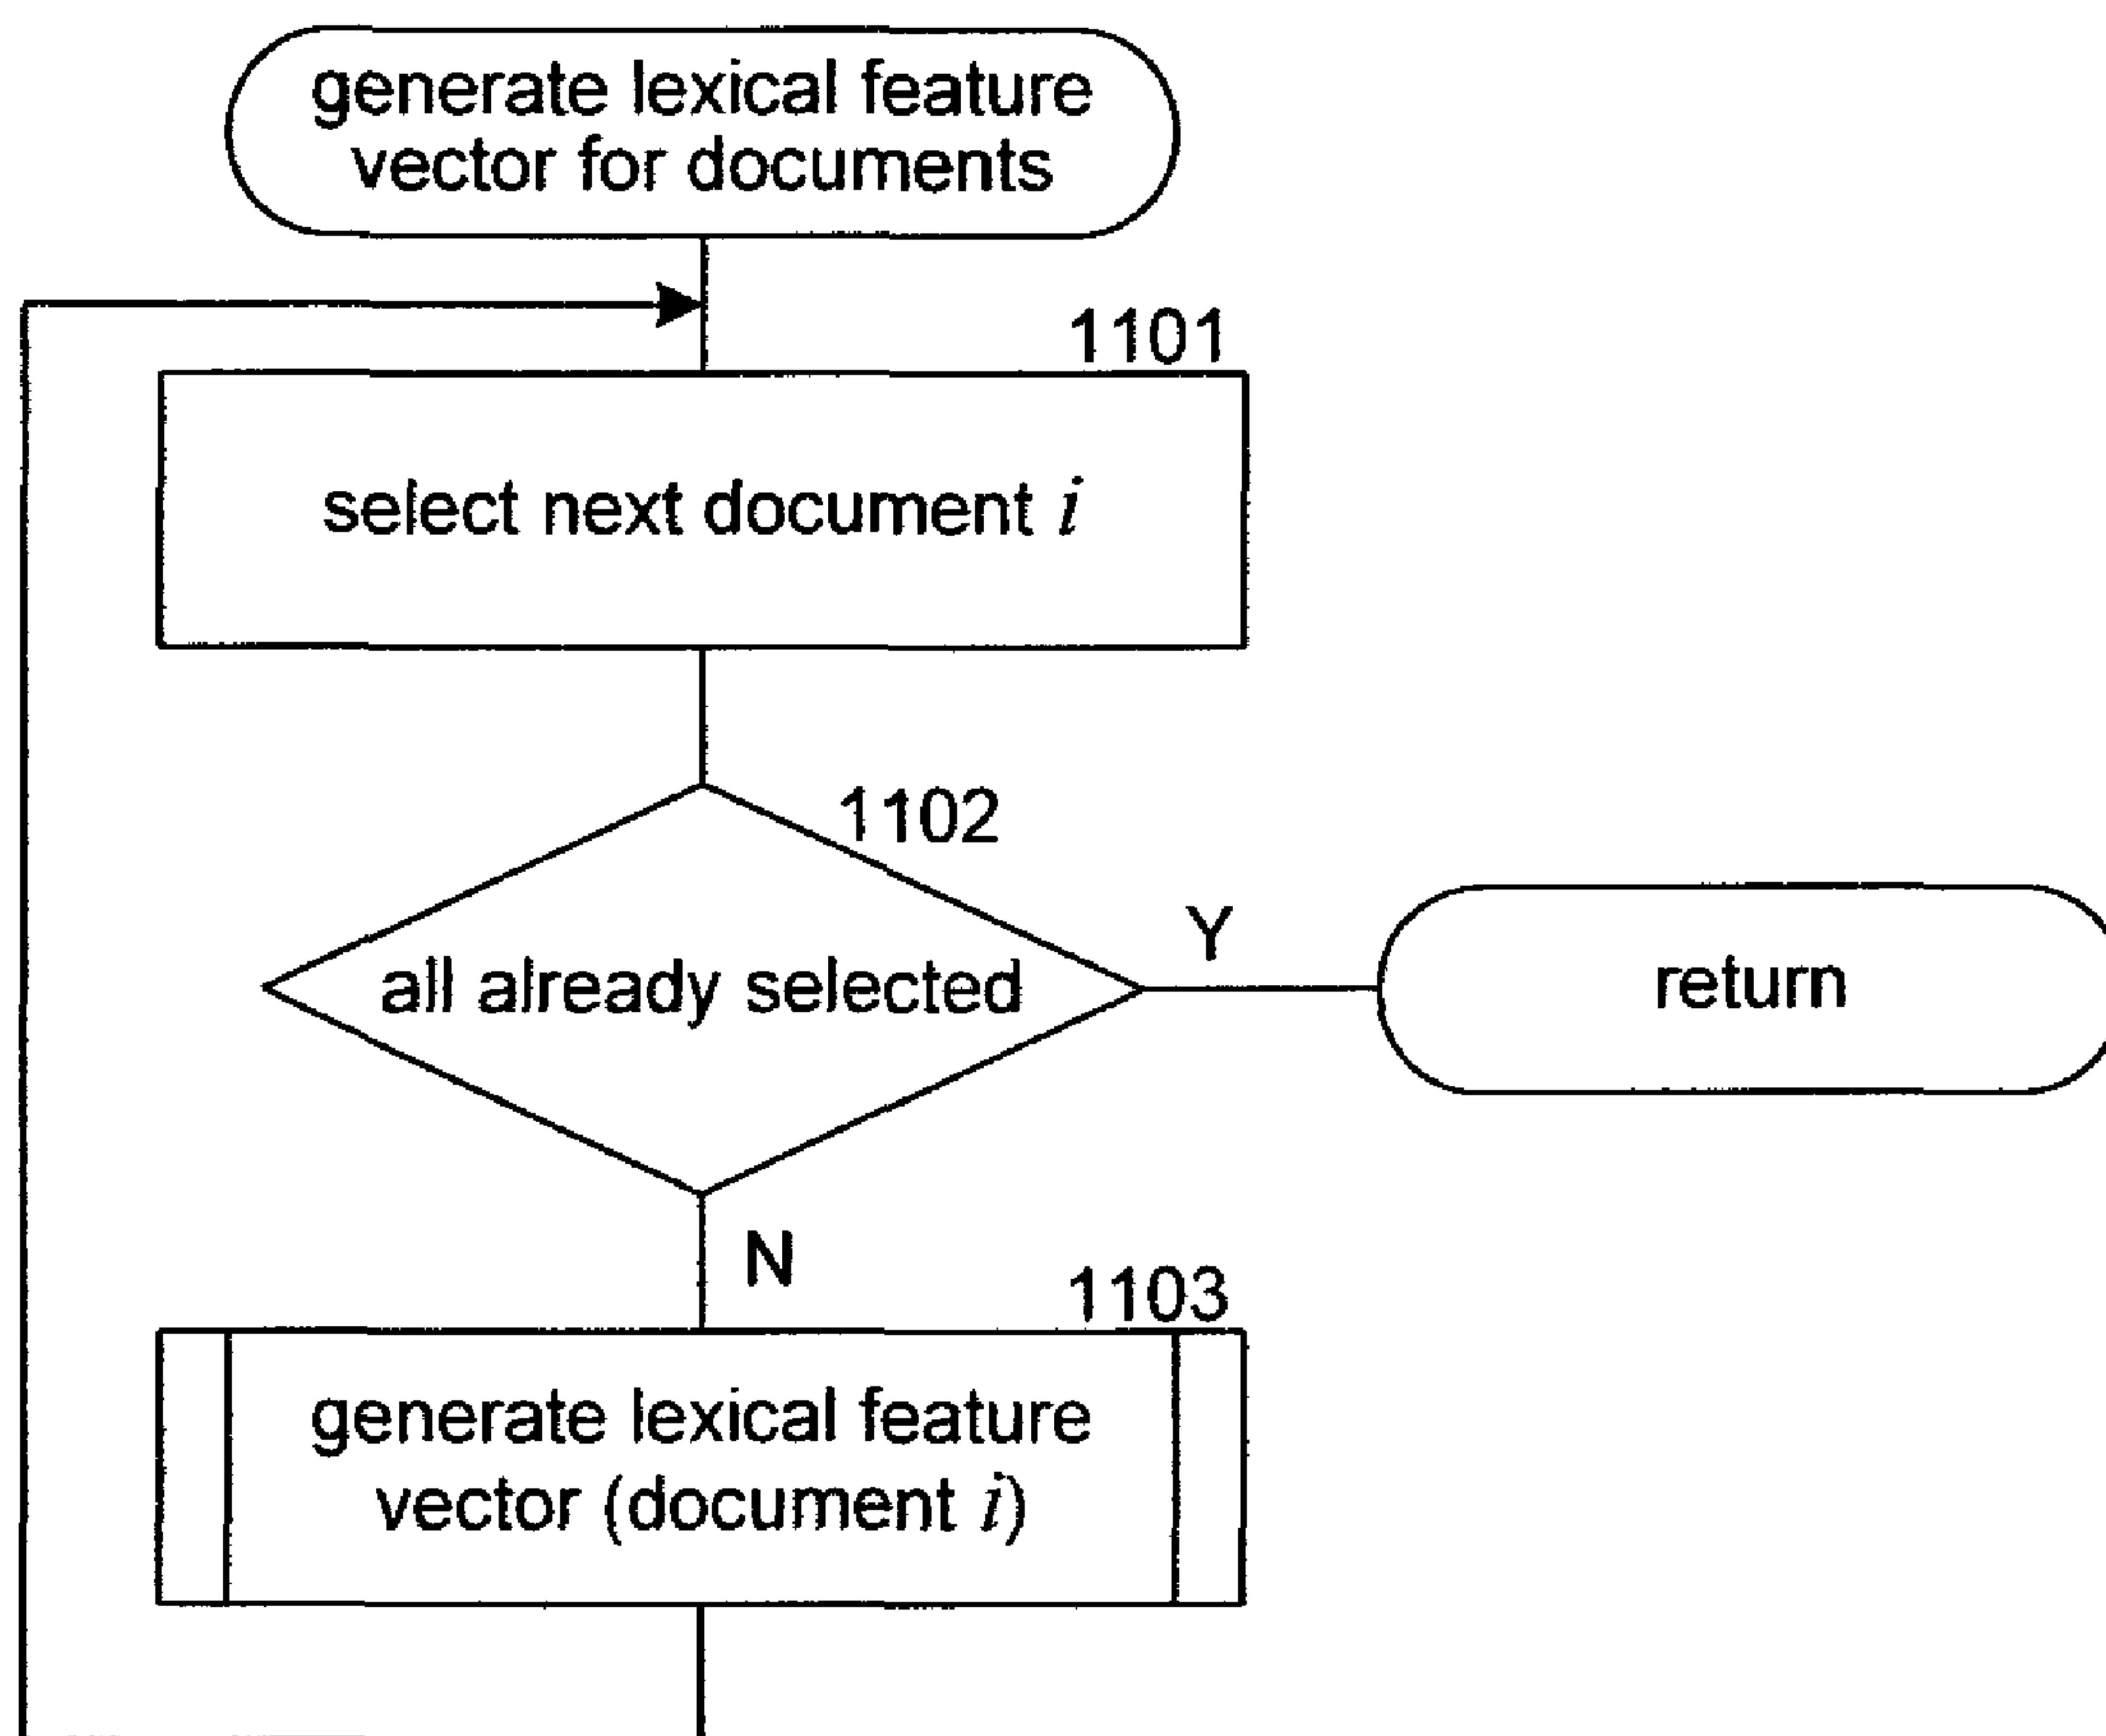 generate lexical feature
vector for documents
1101
select next document i
1102
all already selected
Y
return
N
1103
generate lexical feature
vector (document i)